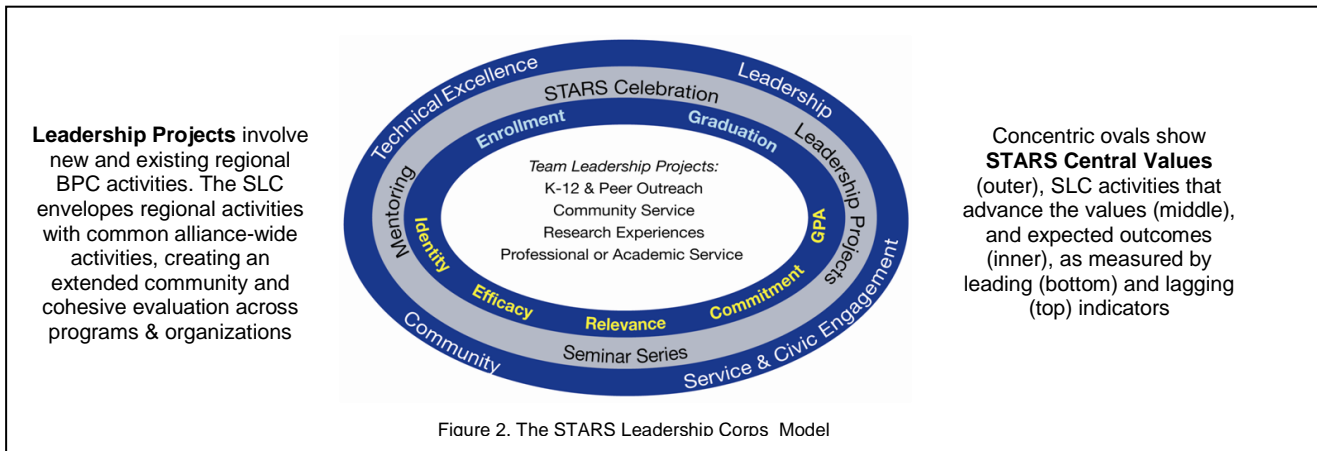 Leadership Projects involve
new and existing regional
BPC activities. The SLC
envelopes regional activities
with common alliance-wide
activities, creating an
extended community and
cohesive evaluation across
programs & organizations
Technical Excellence
Leadership
STARS Celebration
Enrollment
Graduation
Mentoring
Leadership Projects
Team Leadership Projects:
K-12 & Peer Outreach
Community Service
Research Experiences
Professional or Academic Service
Identity
GPA
Efficacy
Commitment
Relevance
Seminar Series
Community
Service & Civic Engagement
Concentric ovals show
STARS Central Values
(outer), SLC activities that
advance the values (middle),
and expected outcomes
(inner), as measured by
leading (bottom) and lagging
(top) indicators
Figure 2. The STARS Leadership Corps Model